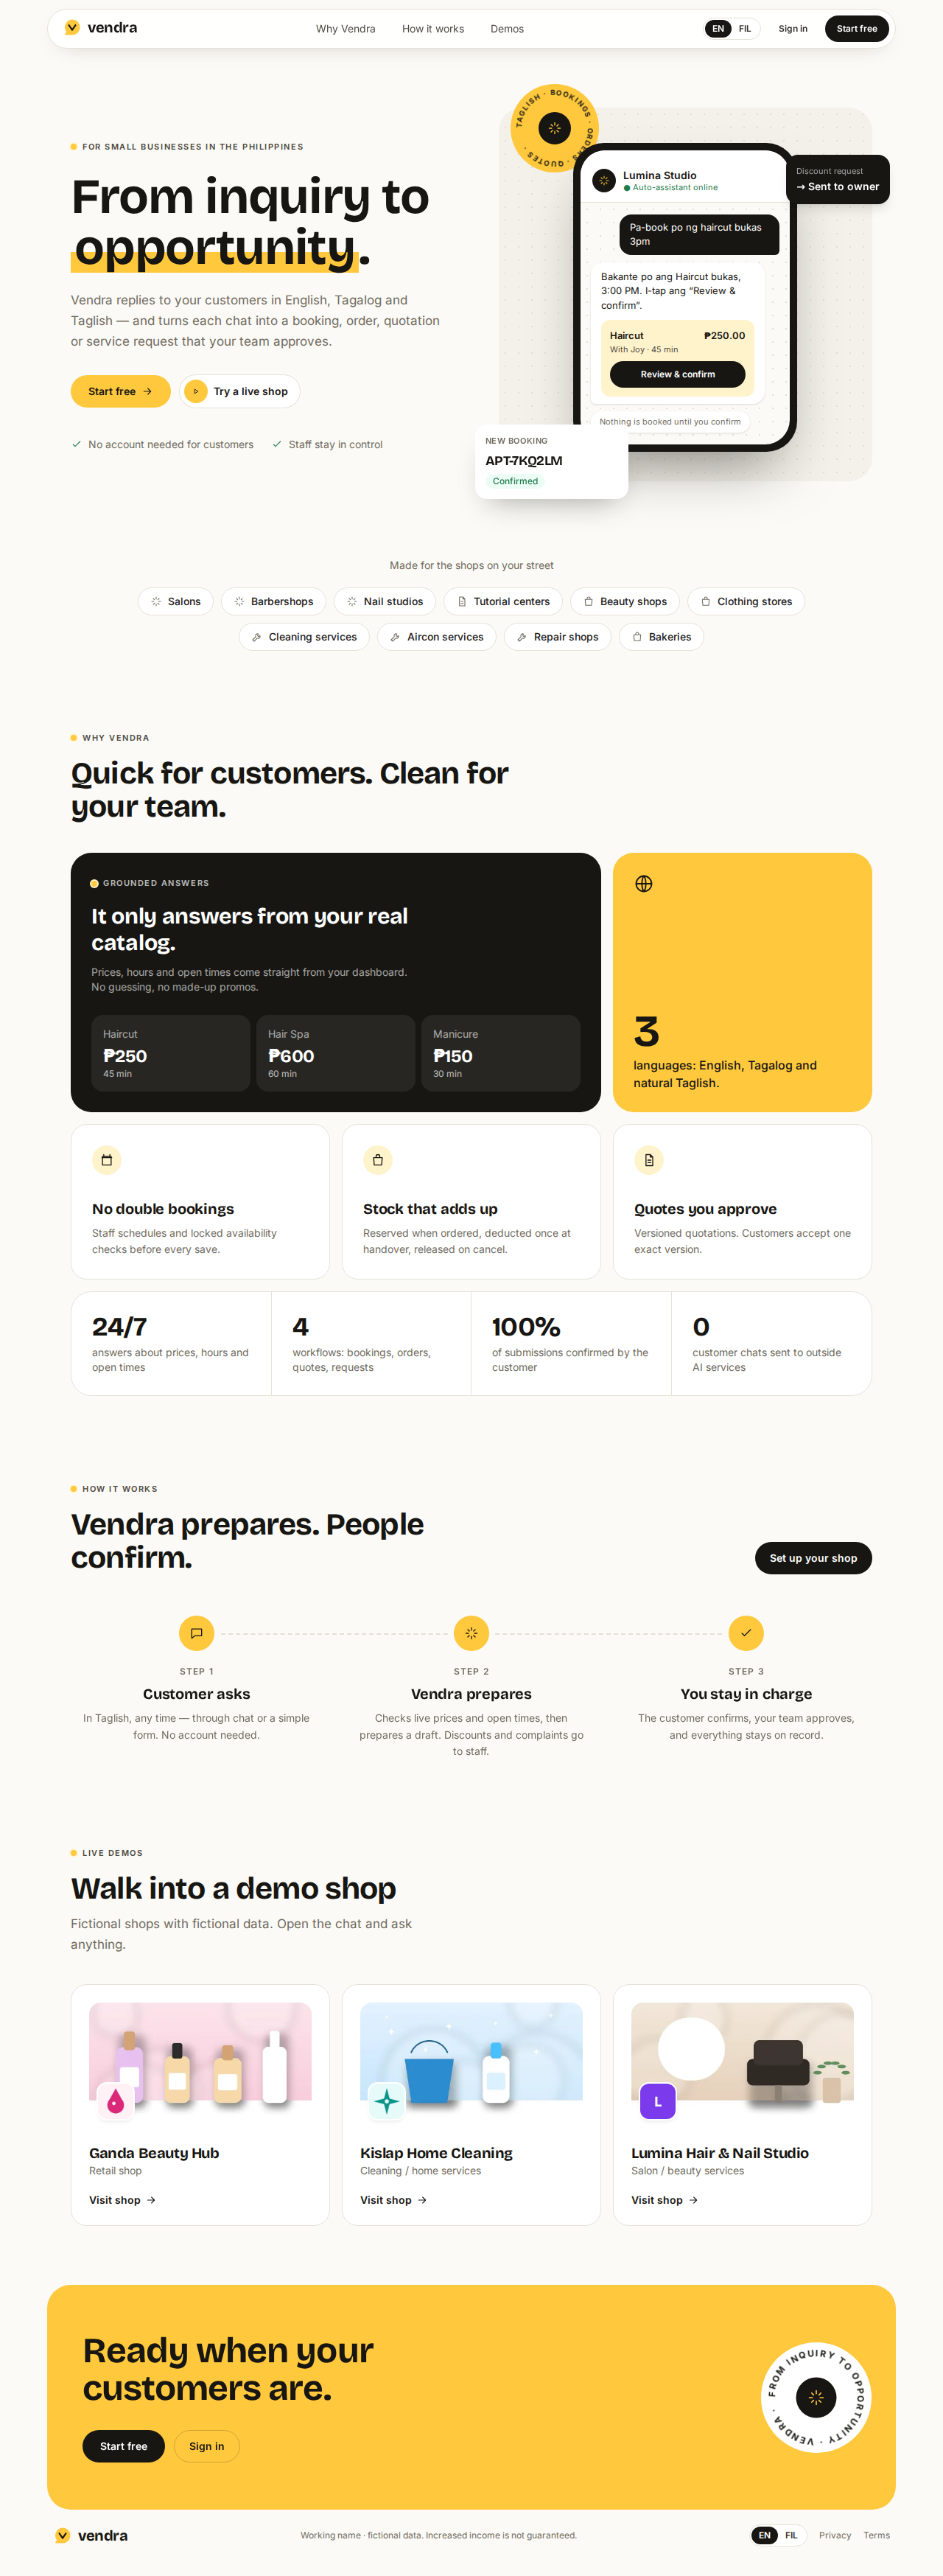 vendra
Why Vendra
How it works
Demos
EN
FIL
Sign in
Start free
FOR SMALL BUSINESSES IN THE PHILIPPINES
From inquiry to
opportunity.
Vendra replies to your customers in English, Tagalog and
Taglish — and turns each chat into a booking, order, quotation
or service request that your team approves.
Start free →
Try a live shop
No account needed for customers
Staff stay in control
TAGLISH · BOOKINGS · ORDERS · QUOTES ·
Lumina Studio
Auto-assistant online
Discount request
→ Sent to owner
Pa-book po ng haircut bukas
3pm
Bakante po ang Haircut bukas,
3:00 PM. I-tap ang “Review &
confirm”.
Haircut
₱250.00
With Joy · 45 min
Review & confirm
Nothing is booked until you confirm
NEW BOOKING
APT-7KQ2LM
Confirmed
Made for the shops on your street
Salons
Barbershops
Nail studios
Tutorial centers
Beauty shops
Clothing stores
Cleaning services
Aircon services
Repair shops
Bakeries
WHY VENDRA
Quick for customers. Clean for
your team.
GROUNDED ANSWERS
It only answers from your real
catalog.
Prices, hours and open times come straight from your dashboard.
No guessing, no made-up promos.
Haircut
₱250
45 min
Hair Spa
₱600
60 min
Manicure
₱150
30 min
3
languages: English, Tagalog and
natural Taglish.
No double bookings
Staff schedules and locked availability
checks before every save.
Stock that adds up
Reserved when ordered, deducted once at
handover, released on cancel.
Quotes you approve
Versioned quotations. Customers accept one
exact version.
24/7
answers about prices, hours and
open times
4
workflows: bookings, orders,
quotes, requests
100%
of submissions confirmed by the
customer
0
customer chats sent to outside
AI services
HOW IT WORKS
Vendra prepares. People
confirm.
Set up your shop
STEP 1
Customer asks
In Taglish, any time — through chat or a simple
form. No account needed.
STEP 2
Vendra prepares
Checks live prices and open times, then
prepares a draft. Discounts and complaints go
to staff.
STEP 3
You stay in charge
The customer confirms, your team approves,
and everything stays on record.
LIVE DEMOS
Walk into a demo shop
Fictional shops with fictional data. Open the chat and ask
anything.
Ganda Beauty Hub
Retail shop
Visit shop →
Kislap Home Cleaning
Cleaning / home services
Visit shop →
L
Lumina Hair & Nail Studio
Salon / beauty services
Visit shop →
Ready when your
customers are.
Start free
Sign in
FROM INQUIRY TO OPPORTUNITY · VENDRA ·
vendra
Working name · fictional data. Increased income is not guaranteed.
EN
FIL
Privacy
Terms